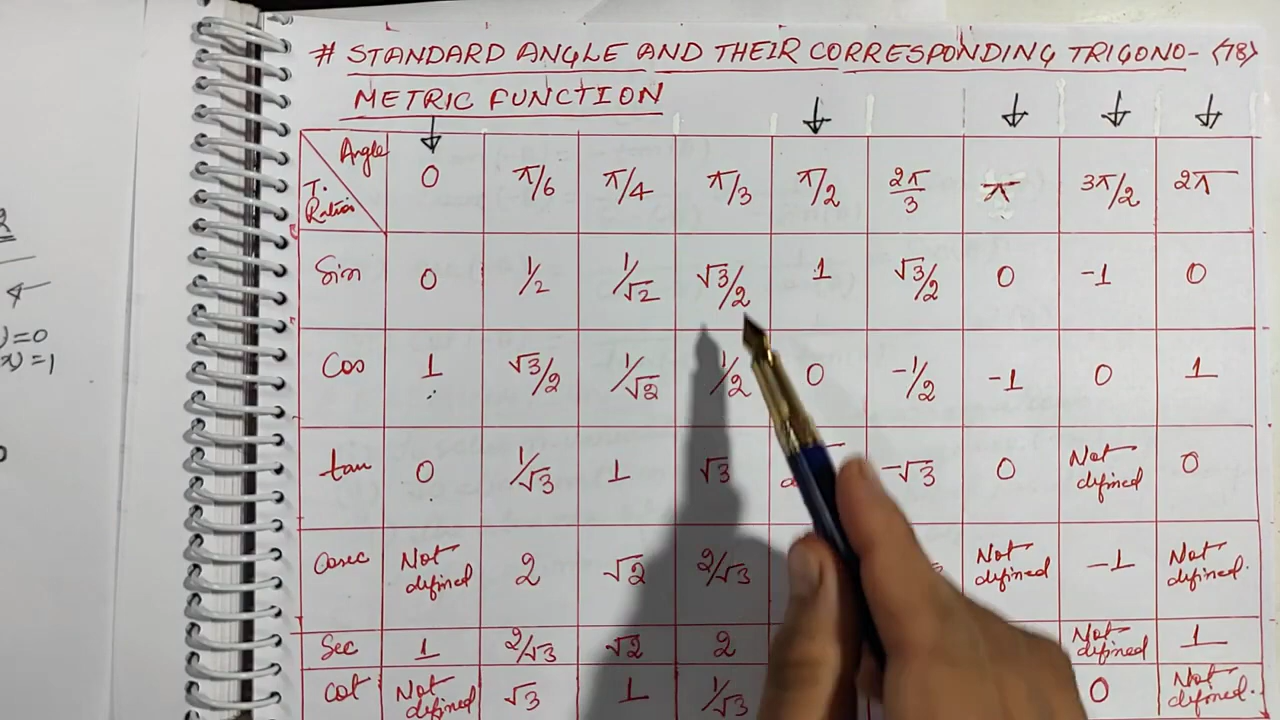 # STANDARD ANGLE AND THEIR CORRESPONDING TRIGONO- (78)
METRIC FUNCTION
Angle 0 π/6 π/4 π/3 π/2 2π/3 π 3π/2 2π
T. Ratios
Sin 0 1/2 1/√2 √3/2 1 √3/2 0 -1 0
Cos 1 √3/2 1/√2 1/2 0 -1/2 -1 0 1
tan 0 1/√3 1 √3 -√3 0 Not defined 0
Cosec Not defined 2 √2 2/√3 Not defined -1 Not defined.
Sec 1 2/√3 √2 2 Not defined 1
cot Not defined √3 1 1/√3 0 Not defined.
)=0
x)=1